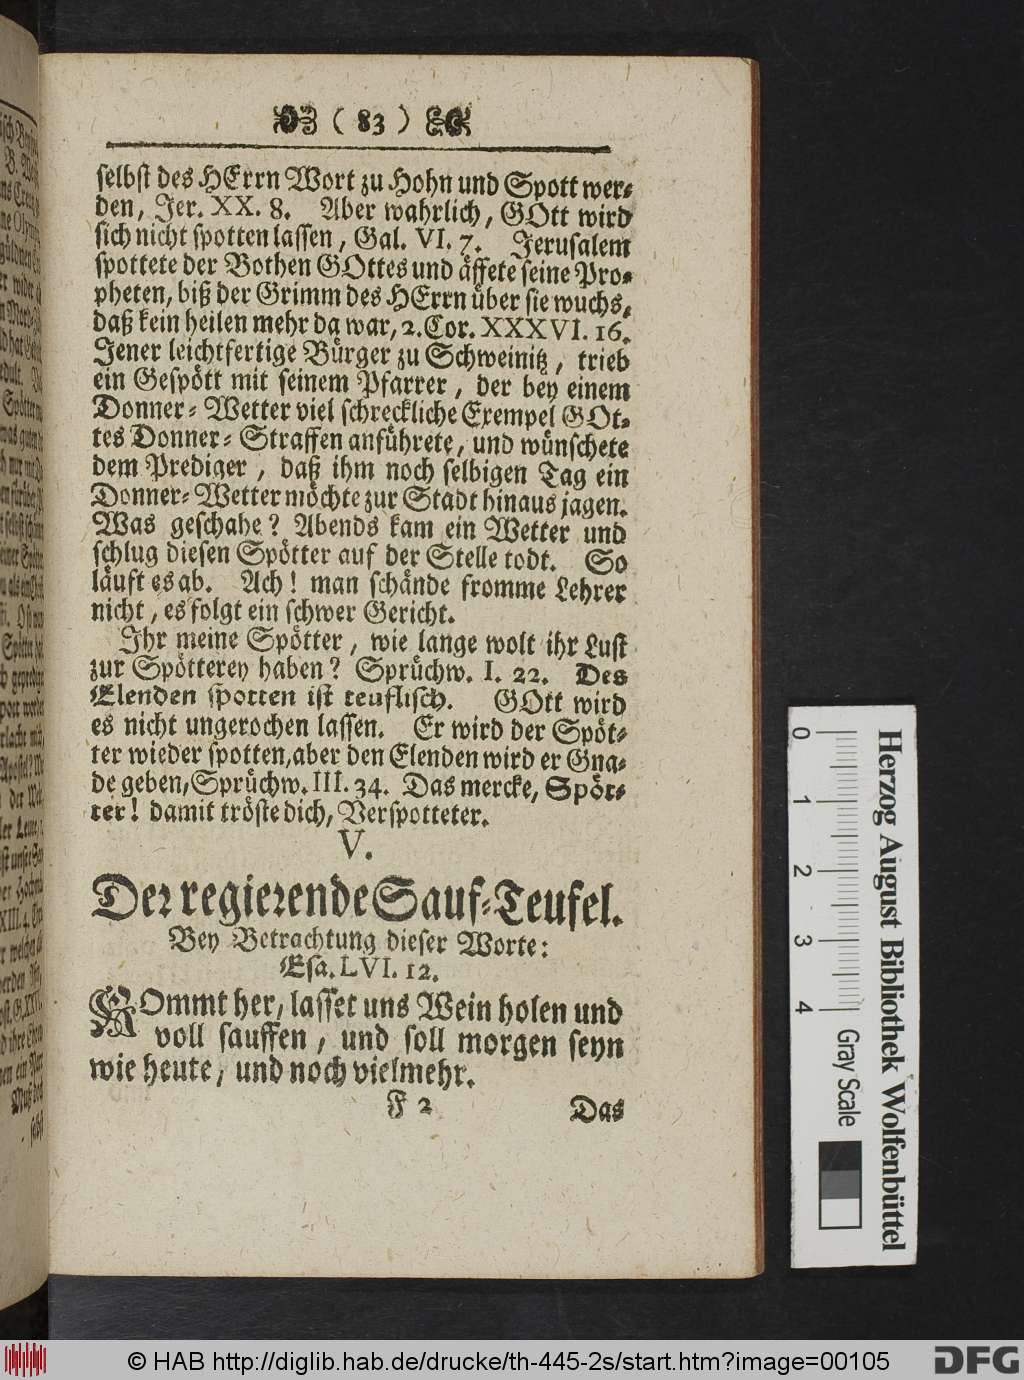 ( 83 )
selbst des HErrn Wort zu Hohn und Spott wer-
den, Jer. XX. 8. Aber wahrlich, GOtt wird
sich nicht spotten lassen, Gal. VI. 7. Jerusalem
spottete der Bothen GOttes und äffete seine Pro-
pheten, biß der Grimm des HErrn über sie wuchs,
daß kein heilen mehr da war, 2. Cor. XXXVI. 16.
Jener leichtfertige Bürger zu Schweinitz, trieb
ein Gespött mit seinem Pfarrer, der bey einem
Donner-Wetter viel schreckliche Exempel GOt-
tes Donner-Straffen anführete, und wünschete
dem Prediger, daß ihm noch selbigen Tag ein
Donner-Wetter möchte zur Stadt hinaus jagen.
Was geschahe? Abends kam ein Wetter und
schlug diesen Spötter auf der Stelle todt. So
läuft es ab. Ach! man schände fromme Lehrer
nicht, es folgt ein schwer Gericht.
Ihr meine Spötter, wie lange wolt ihr Lust
zur Spötterey haben? Sprüchw. I. 22. Des
Elenden spotten ist teuflisch. GOtt wird
es nicht ungerochen lassen. Er wird der Spöt-
ter wieder spotten, aber den Elenden wird er Gna-
de geben, Sprüchw. III. 34. Das mercke, Spöt-
ter! damit tröste dich, Verspotteter.
V.
Der regierende Sauf-Teufel.
Bey Betrachtung dieser Worte:
Esa. LVI. 12.
KOmmt her, lasset uns Wein holen und
voll sauffen, und soll morgen seyn
wie heute, und noch vielmehr.
F 2 Das
Herzog August Bibliothek Wolfenbüttel
0 1 2 3 4 Gray Scale
© HAB http://diglib.hab.de/drucke/th-445-2s/start.htm?image=00105
DFG